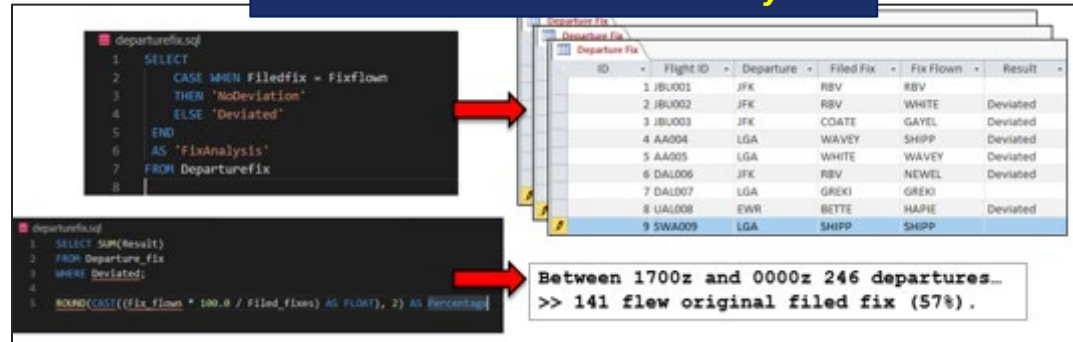 departurefix.sql
1 SELECT
2 CASE WHEN Filedfix = Fixflown
3 THEN 'NoDeviation'
4 ELSE 'Deviated'
5 END
6 AS 'FixAnalysis'
7 FROM Departurefix
8
Departure Fix
Departure Fix
Departure Fix
ID Flight ID Departure Filed Fix Fix Flown Result
1 JBU001 JFK RBV RBV
2 JBU002 JFK RBV WHITE Deviated
3 JBU003 JFK COATE GAYEL Deviated
4 AA004 LGA WAVEY SHIPP Deviated
5 AA005 LGA WHITE WAVEY Deviated
6 DAL006 JFK RBV NEWEL Deviated
7 DAL007 LGA GREKI GREKI
8 UAL008 EWR BETTE HAPIE Deviated
9 SWA009 LGA SHIPP SHIPP
departurefix.sql
1 SELECT SUM(Result)
2 FROM Departure_fix
3 WHERE Deviated;
4
5 ROUND(CAST((Fix_flown * 100.0 / Filed_fixes) AS FLOAT), 2) AS Percentage
Between 1700z and 0000z 246 departures…
>> 141 flew original filed fix (57%).